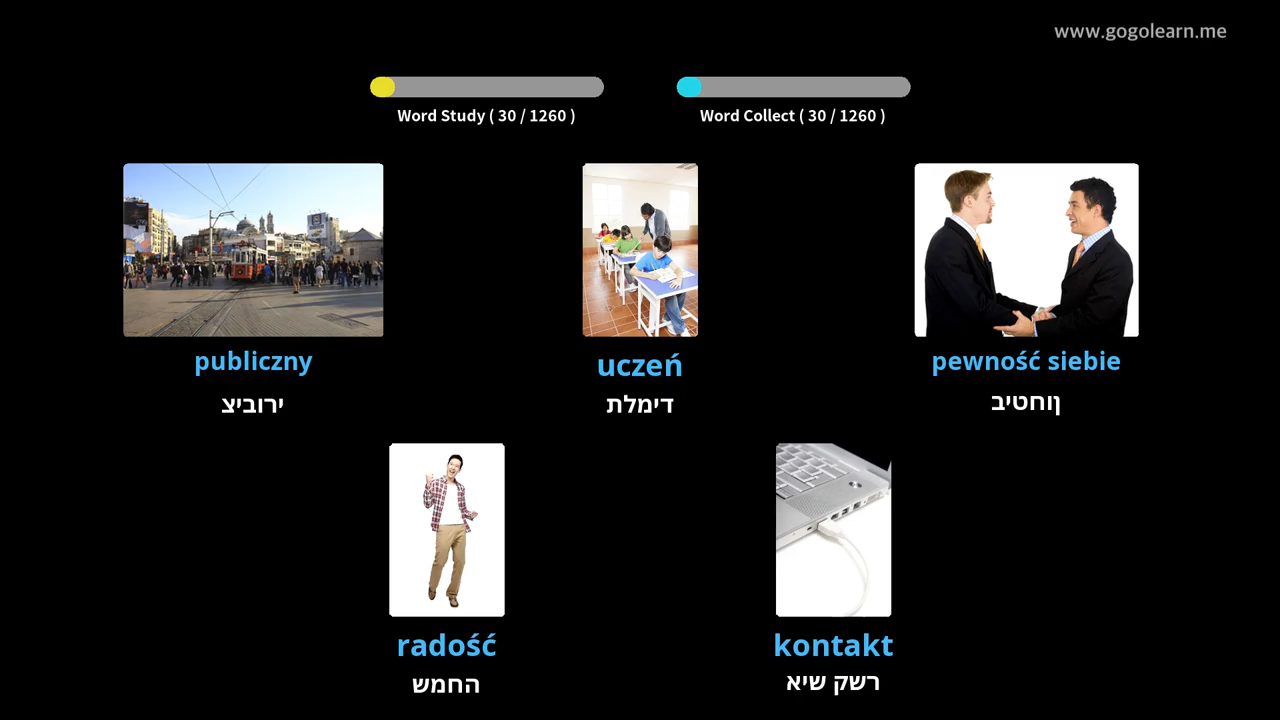 www.gogolearn.me
Word Study ( 30 / 1260 )
Word Collect ( 30 / 1260 )
publiczny
ציבורי
uczeń
תלמיד
pewność siebie
ביטחון
radość
שמחה
kontakt
איש קשר